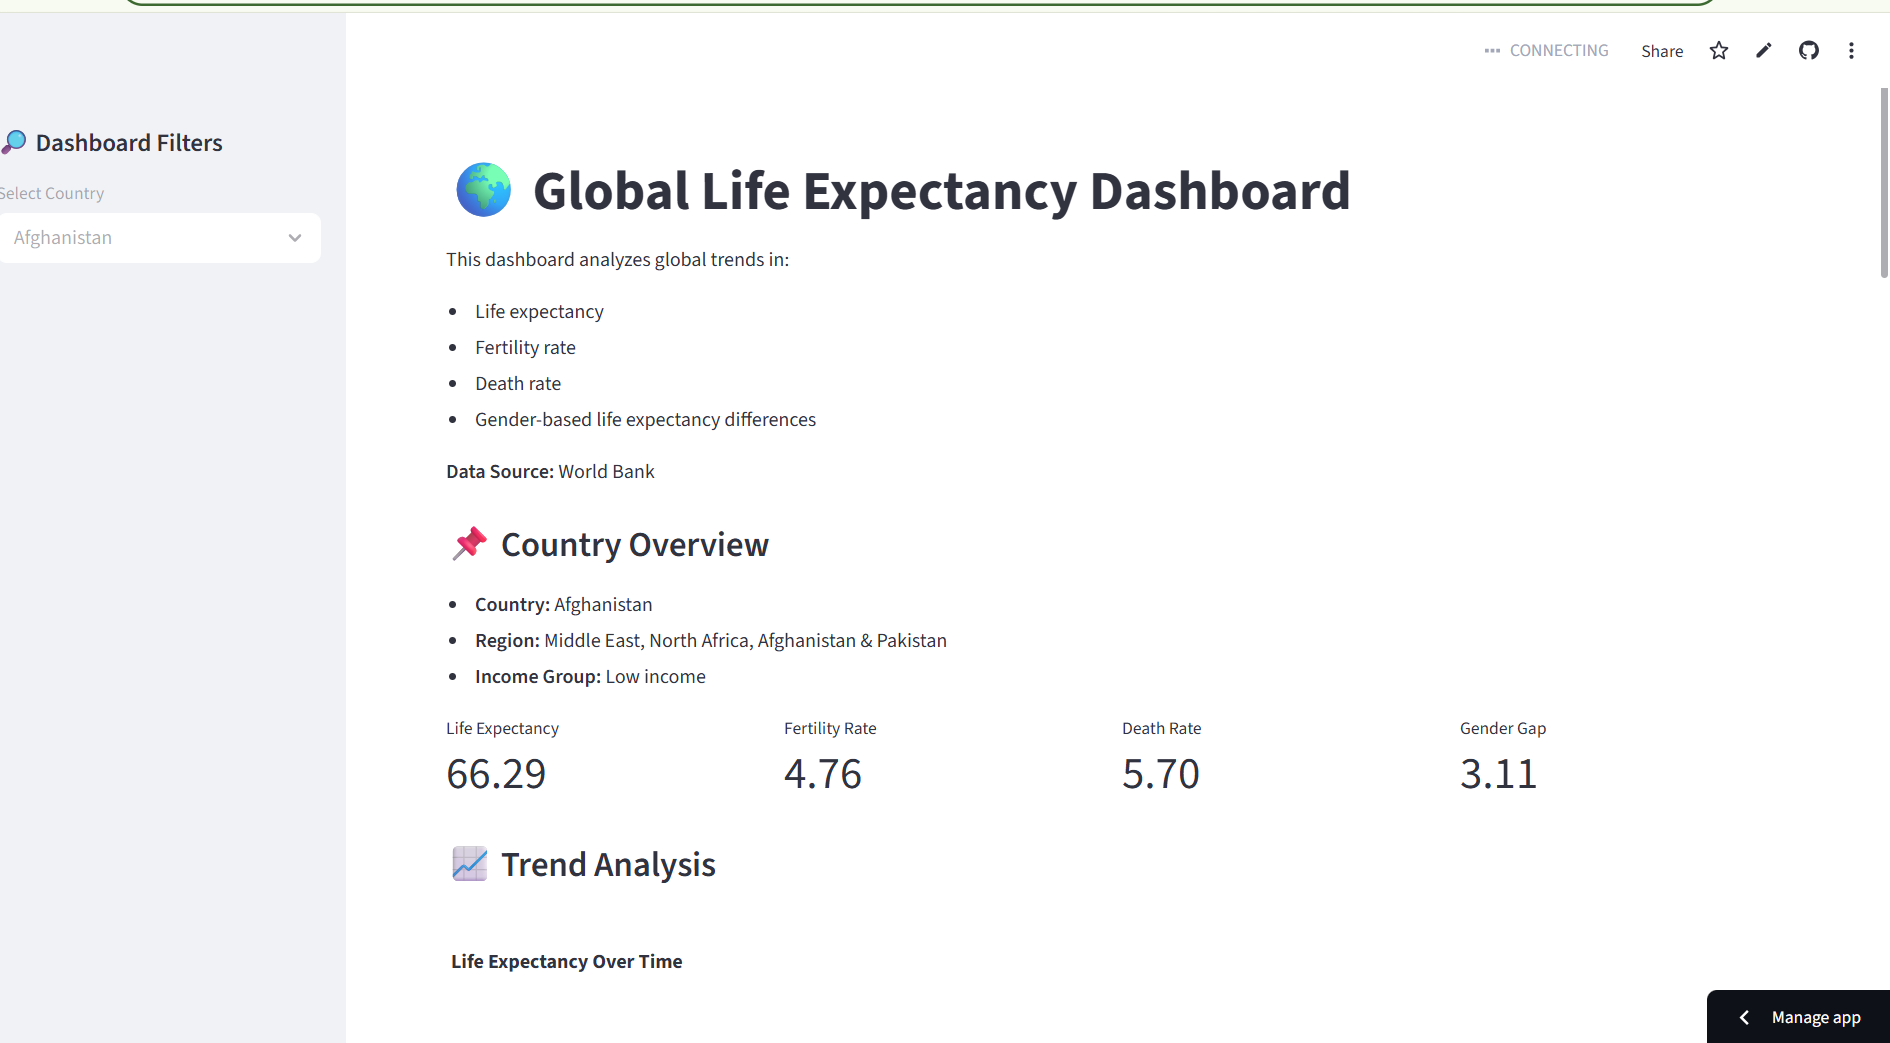 CONNECTING
Share
Dashboard Filters
Select Country
Afghanistan
Global Life Expectancy Dashboard
This dashboard analyzes global trends in:
Life expectancy
Fertility rate
Death rate
Gender-based life expectancy differences
Data Source: World Bank
Country Overview
Country: Afghanistan
Region: Middle East, North Africa, Afghanistan & Pakistan
Income Group: Low income
Life Expectancy
66.29
Fertility Rate
4.76
Death Rate
5.70
Gender Gap
3.11
Trend Analysis
Life Expectancy Over Time
Manage app